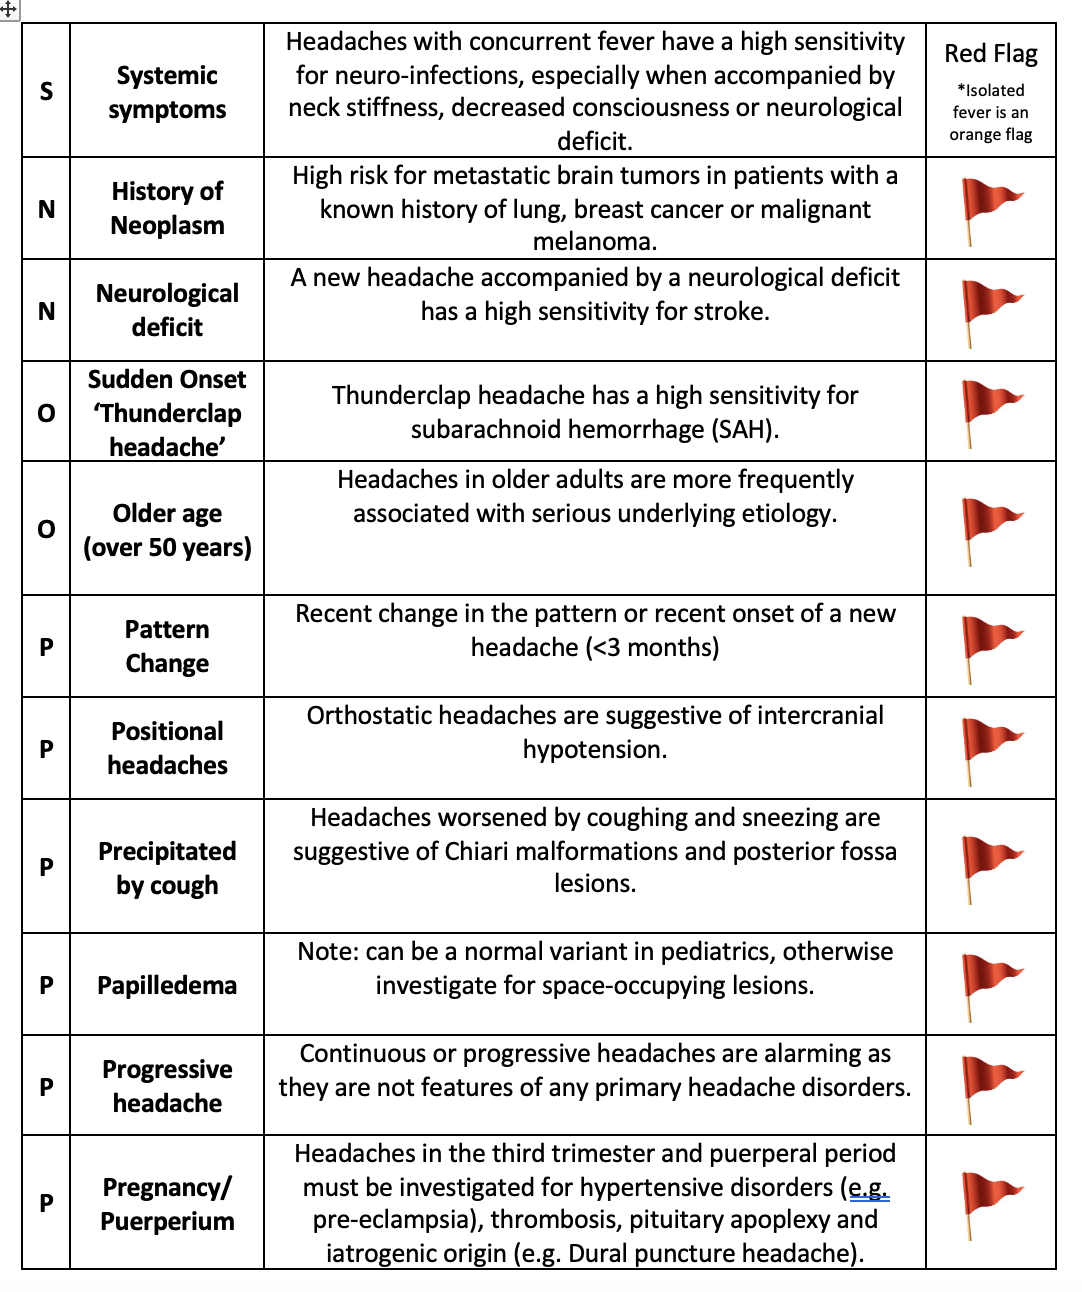 S
Systemic
symptoms
Headaches with concurrent fever have a high sensitivity
for neuro-infections, especially when accompanied by
neck stiffness, decreased consciousness or neurological
deficit.
Red Flag
*Isolated
fever is an
orange flag
N
History of
Neoplasm
High risk for metastatic brain tumors in patients with a
known history of lung, breast cancer or malignant
melanoma.
N
Neurological
deficit
A new headache accompanied by a neurological deficit
has a high sensitivity for stroke.
O
Sudden Onset
‘Thunderclap
headache’
Thunderclap headache has a high sensitivity for
subarachnoid hemorrhage (SAH).
O
Older age
(over 50 years)
Headaches in older adults are more frequently
associated with serious underlying etiology.
P
Pattern
Change
Recent change in the pattern or recent onset of a new
headache (<3 months)
P
Positional
headaches
Orthostatic headaches are suggestive of intercranial
hypotension.
P
Precipitated
by cough
Headaches worsened by coughing and sneezing are
suggestive of Chiari malformations and posterior fossa
lesions.
P
Papilledema
Note: can be a normal variant in pediatrics, otherwise
investigate for space-occupying lesions.
P
Progressive
headache
Continuous or progressive headaches are alarming as
they are not features of any primary headache disorders.
P
Pregnancy/
Puerperium
Headaches in the third trimester and puerperal period
must be investigated for hypertensive disorders (e.g.
pre-eclampsia), thrombosis, pituitary apoplexy and
iatrogenic origin (e.g. Dural puncture headache).